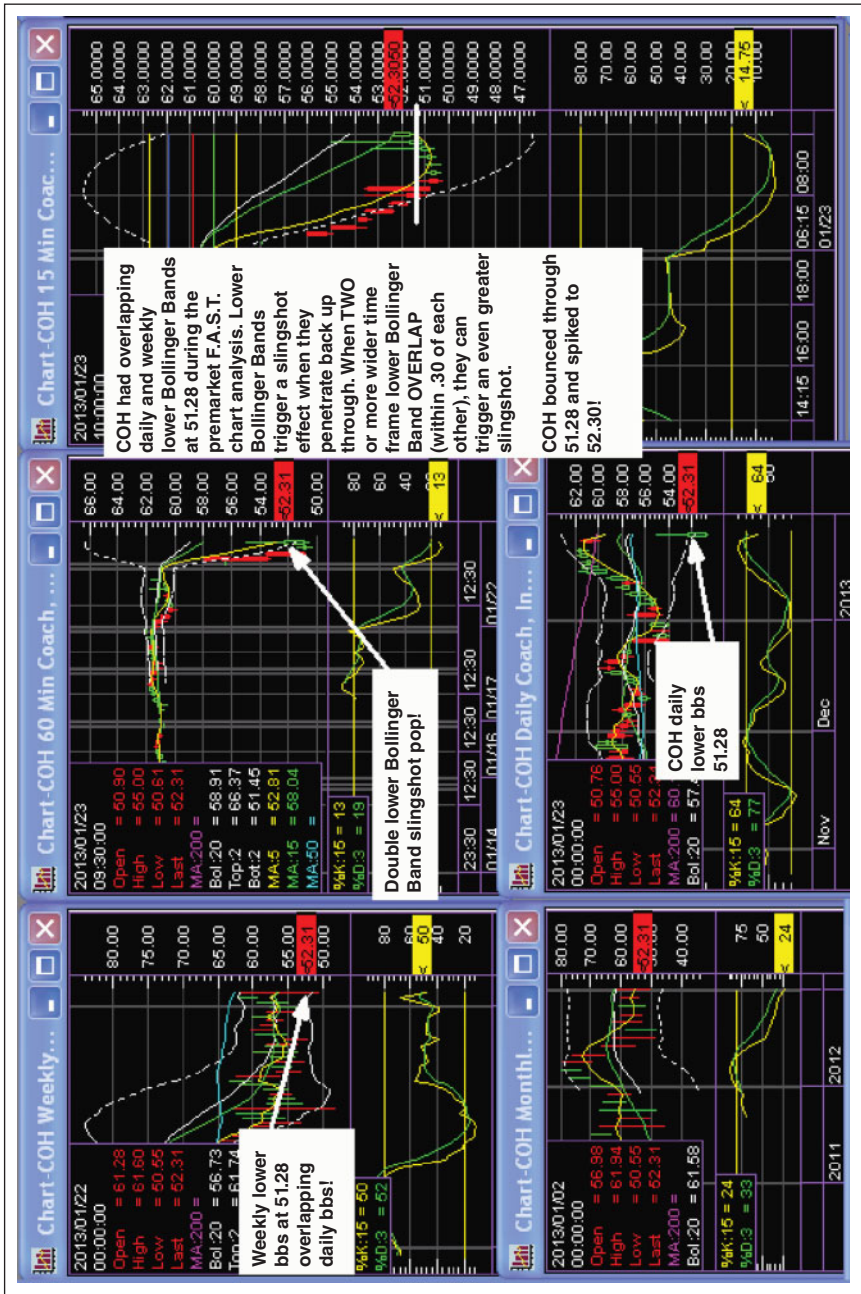 Chart-COH Weekly...
2013/01/22
00:00:00
Open = 61.28
High = 61.60
Low = 50.55
Last = 52.31
MA:200 =
Bol:20 = 56.73
Top:2 = 61.74
80.00
75.00
70.00
65.00
60.00
55.00
52.31
50.00
Weekly lower
bbs at 51.28
overlapping
daily bbs!
%K:15 = 50
%D:3 = 52
80
60
< 50
40
20
Chart-COH 60 Min Coach, ...
2013/01/23
09:30:00
Open = 50.90
High = 55.00
Low = 50.61
Last = 52.31
MA:200 =
Bol:20 = 58.91
Top:2 = 66.37
Bot:2 = 51.45
MA:5 = 52.81
MA:15 = 58.04
MA:50 =
66.00
64.00
62.00
60.00
58.00
56.00
54.00
52.31
50.00
Double lower Bollinger
Band slingshot pop!
%K:15 = 13
%D:3 = 19
80
60
40
< 13
23:30 12:30 12:30 12:30 12:30
01/14 01/16 01/17 01/22
Chart-COH 15 Min Coac...
2013/01/23
10:00:00
65.0000
64.0000
63.0000
62.0000
61.0000
60.0000
59.0000
58.0000
57.0000
56.0000
55.0000
54.0000
53.0000
52.3050
52.0000
51.0000
50.0000
49.0000
48.0000
47.0000
COH had overlapping
daily and weekly
lower Bollinger Bands
at 51.28 during the
premarket F.A.S.T.
chart analysis. Lower
Bollinger Bands
trigger a slingshot
effect when they
penetrate back up
through. When TWO
or more wider time
frame lower Bollinger
Band OVERLAP
(within .30 of each
other), they can
trigger an even greater
slingshot.
COH bounced through
51.28 and spiked to
52.30!
80.00
40.00
30.00
20.00
< 14.75
10.00
14:15 16:00 18:00 06:15 08:00
01/23
Chart-COH Monthl...
2013/01/02
00:00:00
Open = 56.98
High = 61.94
Low = 50.55
Last = 52.31
MA:200 =
Bol:20 = 61.58
80.00
70.00
60.00
52.31
40.00
%K:15 = 24
%D:3 = 33
75
50
< 24
2011 2012
Chart-COH Daily Coach, In...
2013/01/23
00:00:00
Open = 50.76
High = 55.00
Low = 50.55
Last = 52.31
MA:200 = 60.
Bol:20 = 57.4
62.00
60.00
58.00
56.00
54.00
52.31
COH daily
lower bbs
51.28
%K:15 = 64
%D:3 = 77
< 64
Nov Dec 2013